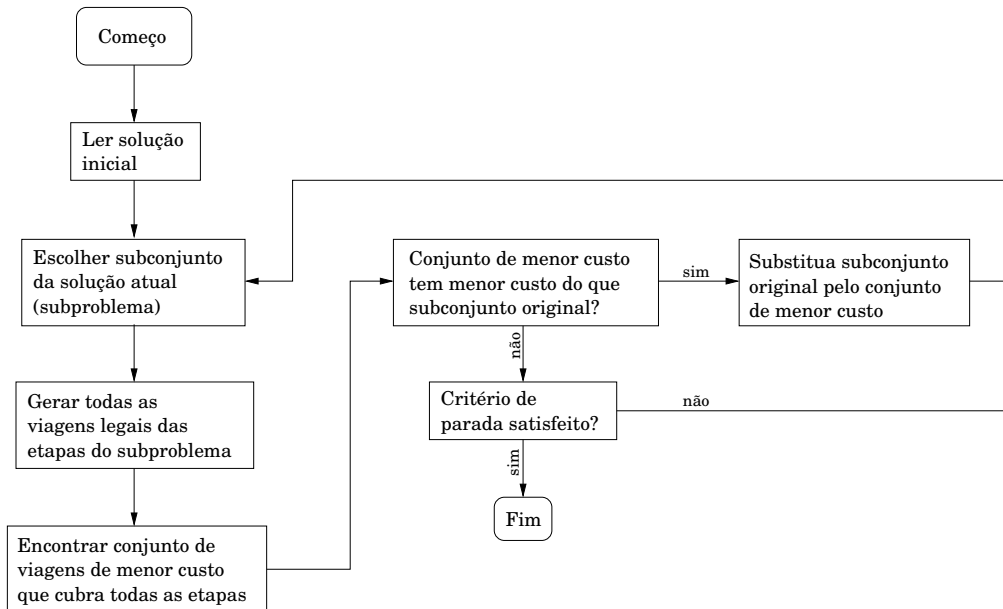 Começo
Ler solução
inicial
Escolher subconjunto
da solução atual
(subproblema)
Gerar todas as
viagens legais das
etapas do subproblema
Encontrar conjunto de
viagens de menor custo
que cubra todas as etapas
Conjunto de menor custo
tem menor custo do que
subconjunto original?
sim
Substitua subconjunto
original pelo conjunto
de menor custo
não
Critério de
parada satisfeito?
não
sim
Fim